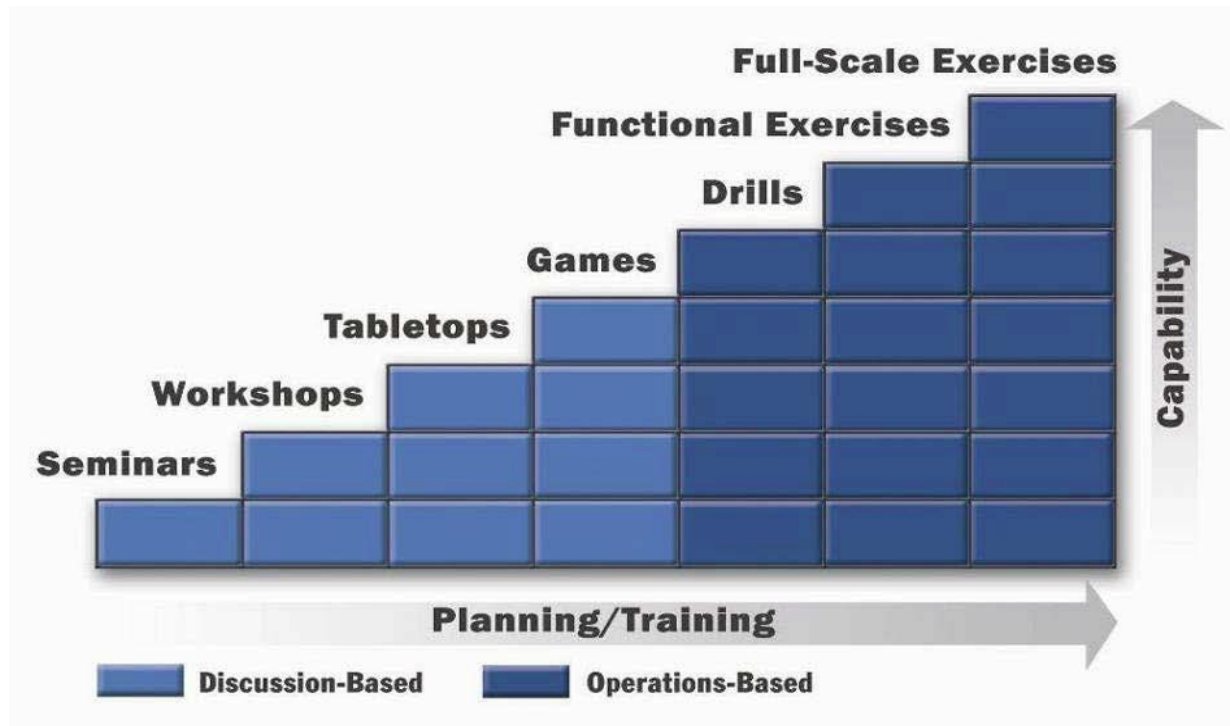 Full-Scale Exercises
Functional Exercises
Drills
Games
Tabletops
Workshops
Seminars
Capability
Planning/Training
Discussion-Based
Operations-Based